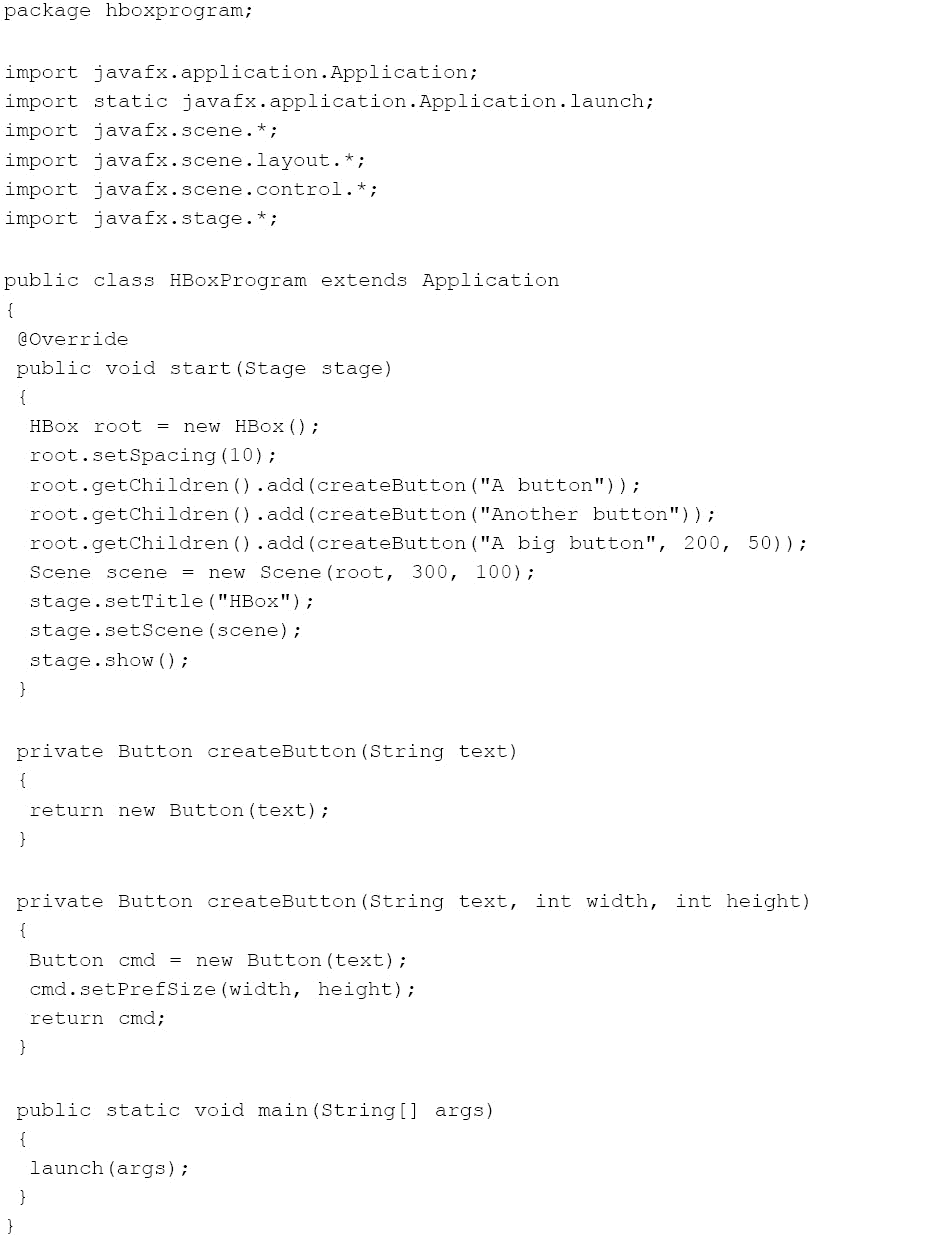 package hboxprogram;
import javafx.application.Application;
import static javafx.application.Application.launch;
import javafx.scene.*;
import javafx.scene.layout.*;
import javafx.scene.control.*;
import javafx.stage.*;
public class HBoxProgram extends Application
{
@Override
public void start(Stage stage)
{
HBox root = new HBox();
root.setSpacing(10);
root.getChildren().add(createButton("A button"));
root.getChildren().add(createButton("Another button"));
root.getChildren().add(createButton("A big button", 200, 50));
Scene scene = new Scene(root, 300, 100);
stage.setTitle("HBox");
stage.setScene(scene);
stage.show();
}
private Button createButton(String text)
{
return new Button(text);
}
private Button createButton(String text, int width, int height)
{
Button cmd = new Button(text);
cmd.setPrefSize(width, height);
return cmd;
}
public static void main(String[] args)
{
launch(args);
}
}